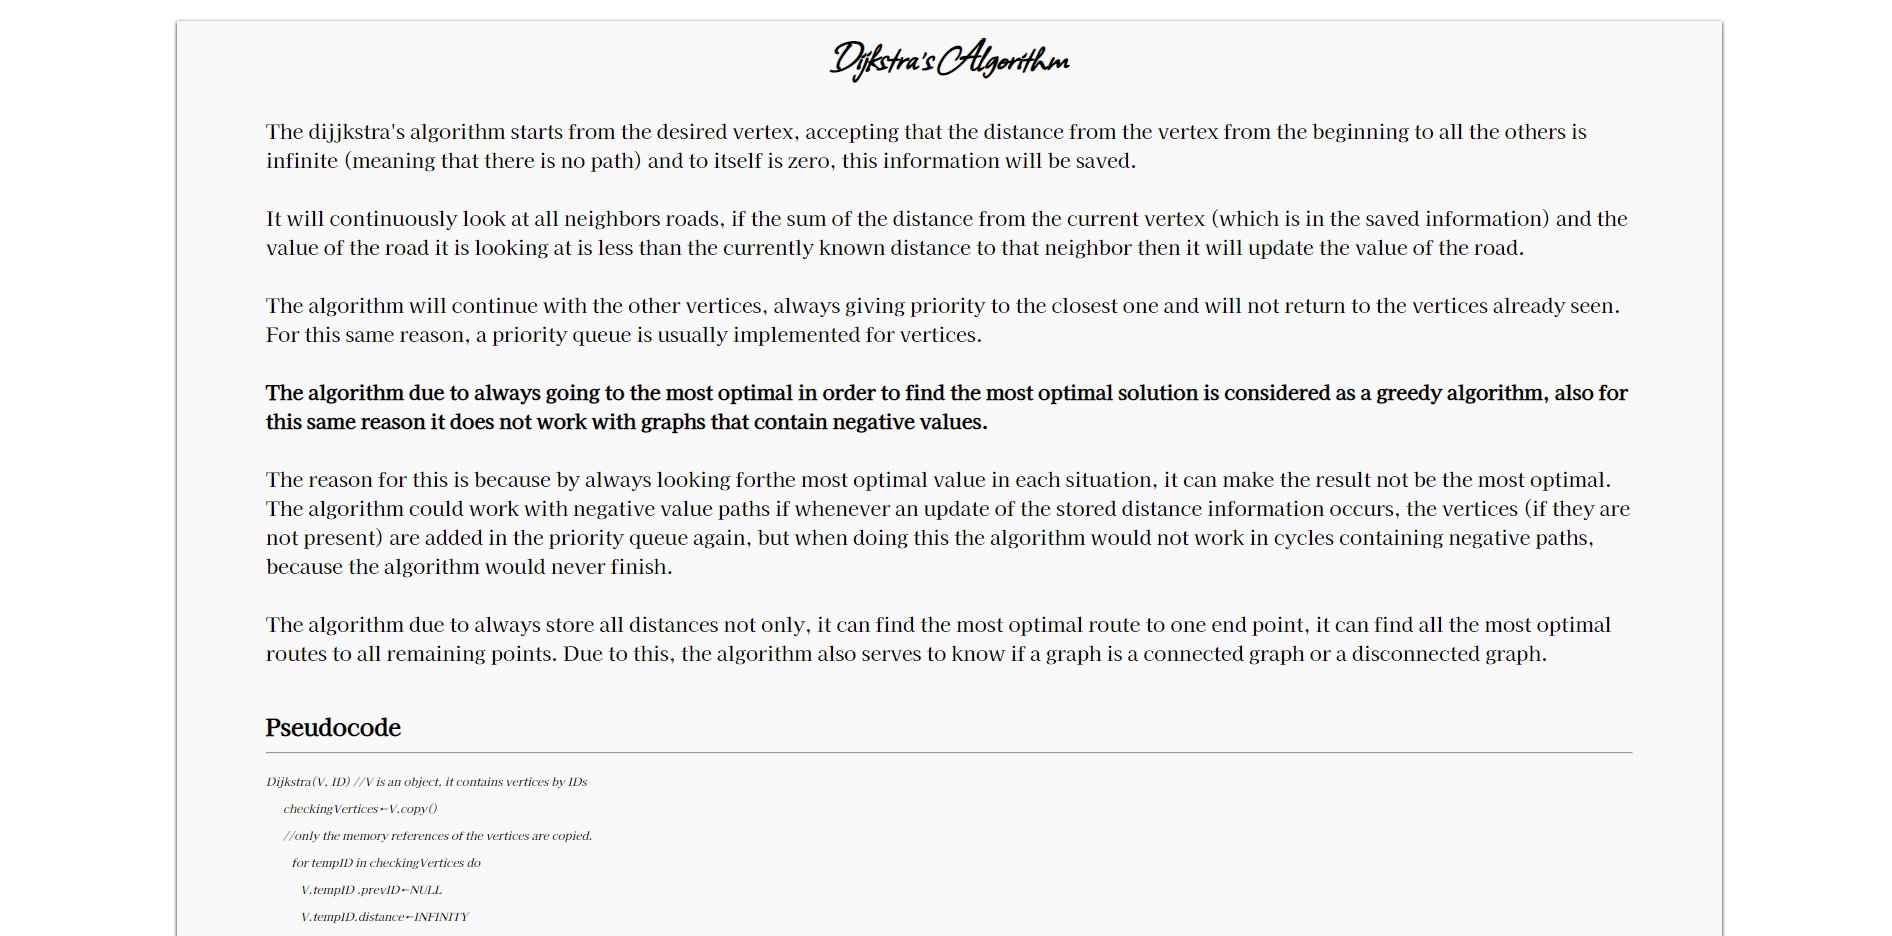 Dijkstra's Algorithm
The dijjkstra's algorithm starts from the desired vertex, accepting that the distance from the vertex from the beginning to all the others is
infinite (meaning that there is no path) and to itself is zero, this information will be saved.
It will continuously look at all neighbors roads, if the sum of the distance from the current vertex (which is in the saved information) and the
value of the road it is looking at is less than the currently known distance to that neighbor then it will update the value of the road.
The algorithm will continue with the other vertices, always giving priority to the closest one and will not return to the vertices already seen.
For this same reason, a priority queue is usually implemented for vertices.
The algorithm due to always going to the most optimal in order to find the most optimal solution is considered as a greedy algorithm, also for
this same reason it does not work with graphs that contain negative values.
The reason for this is because by always looking forthe most optimal value in each situation, it can make the result not be the most optimal.
The algorithm could work with negative value paths if whenever an update of the stored distance information occurs, the vertices (if they are
not present) are added in the priority queue again, but when doing this the algorithm would not work in cycles containing negative paths,
because the algorithm would never finish.
The algorithm due to always store all distances not only, it can find the most optimal route to one end point, it can find all the most optimal
routes to all remaining points. Due to this, the algorithm also serves to know if a graph is a connected graph or a disconnected graph.
Pseudocode
Dijkstra(V, ID) //V is an object, it contains vertices by IDs
checkingVertices←V.copy()
//only the memory references of the vertices are copied.
for tempID in checkingVertices do
V.tempID .prevID←NULL
V.tempID.distance←INFINITY